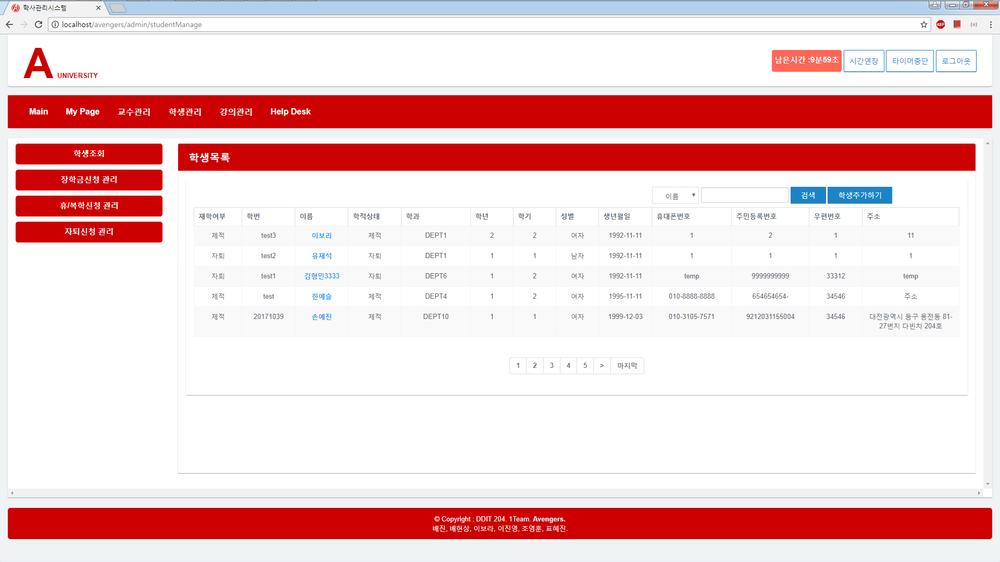 학사관리시스템
localhost/avengers/admin/studentManage
ABP
A UNIVERSITY
남은시간 :9분59초 시간연장 타이머중단 로그아웃
Main My Page 교수관리 학생관리 강의관리 Help Desk
학생조회
장학금신청 관리
휴/복학신청 관리
자퇴신청 관리
학생목록
이름 검색 학생추가하기
재학여부 학번 이름 학적상태 학과 학년 학기 성별 생년월일 휴대폰번호 주민등록번호 우편번호 주소
제적 test3 이보리 제적 DEPT1 2 2 여자 1992-11-11 1 2 1 11
자퇴 test2 유재석 자퇴 DEPT1 1 1 남자 1992-11-11 1 1 1 1
자퇴 test1 김형민3333 자퇴 DEPT6 1 2 여자 1992-11-11 temp 9999999999 33312 temp
제적 test 한예슬 제적 DEPT4 1 2 여자 1995-11-11 010-8888-8888 654654654- 34546 주소
제적 20171039 손예진 제적 DEPT10 1 1 여자 1999-12-03 010-3105-7571 9212031155004 34546 대전광역시 동구 용전동 81-
27번지 다빈치 204호
1 2 3 4 5 > 마지막
© Copyright : DDIT 204. 1Team. Avengers.
배진, 배현상, 이보라, 이진영, 조영훈, 표혜진.